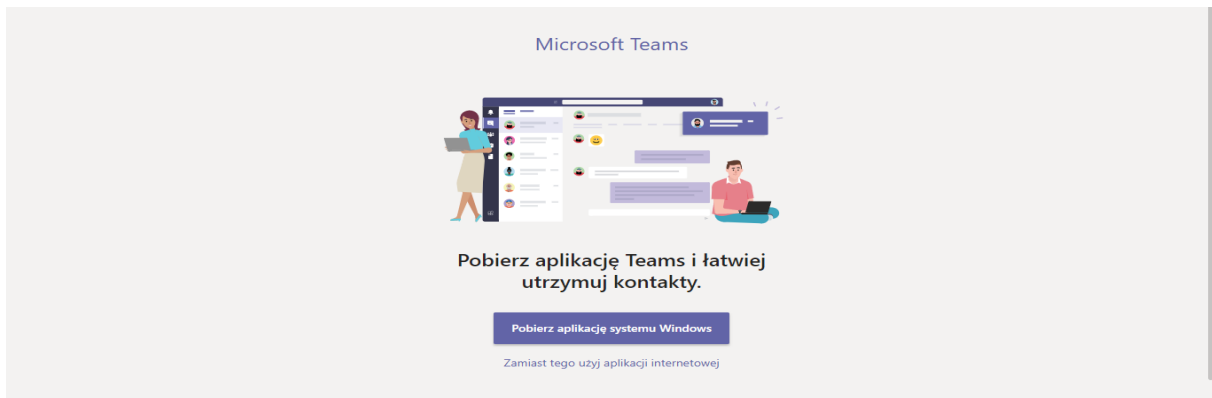 Microsoft Teams
Pobierz aplikację Teams i łatwiej
utrzymuj kontakty.
Pobierz aplikację systemu Windows
Zamiast tego użyj aplikacji internetowej